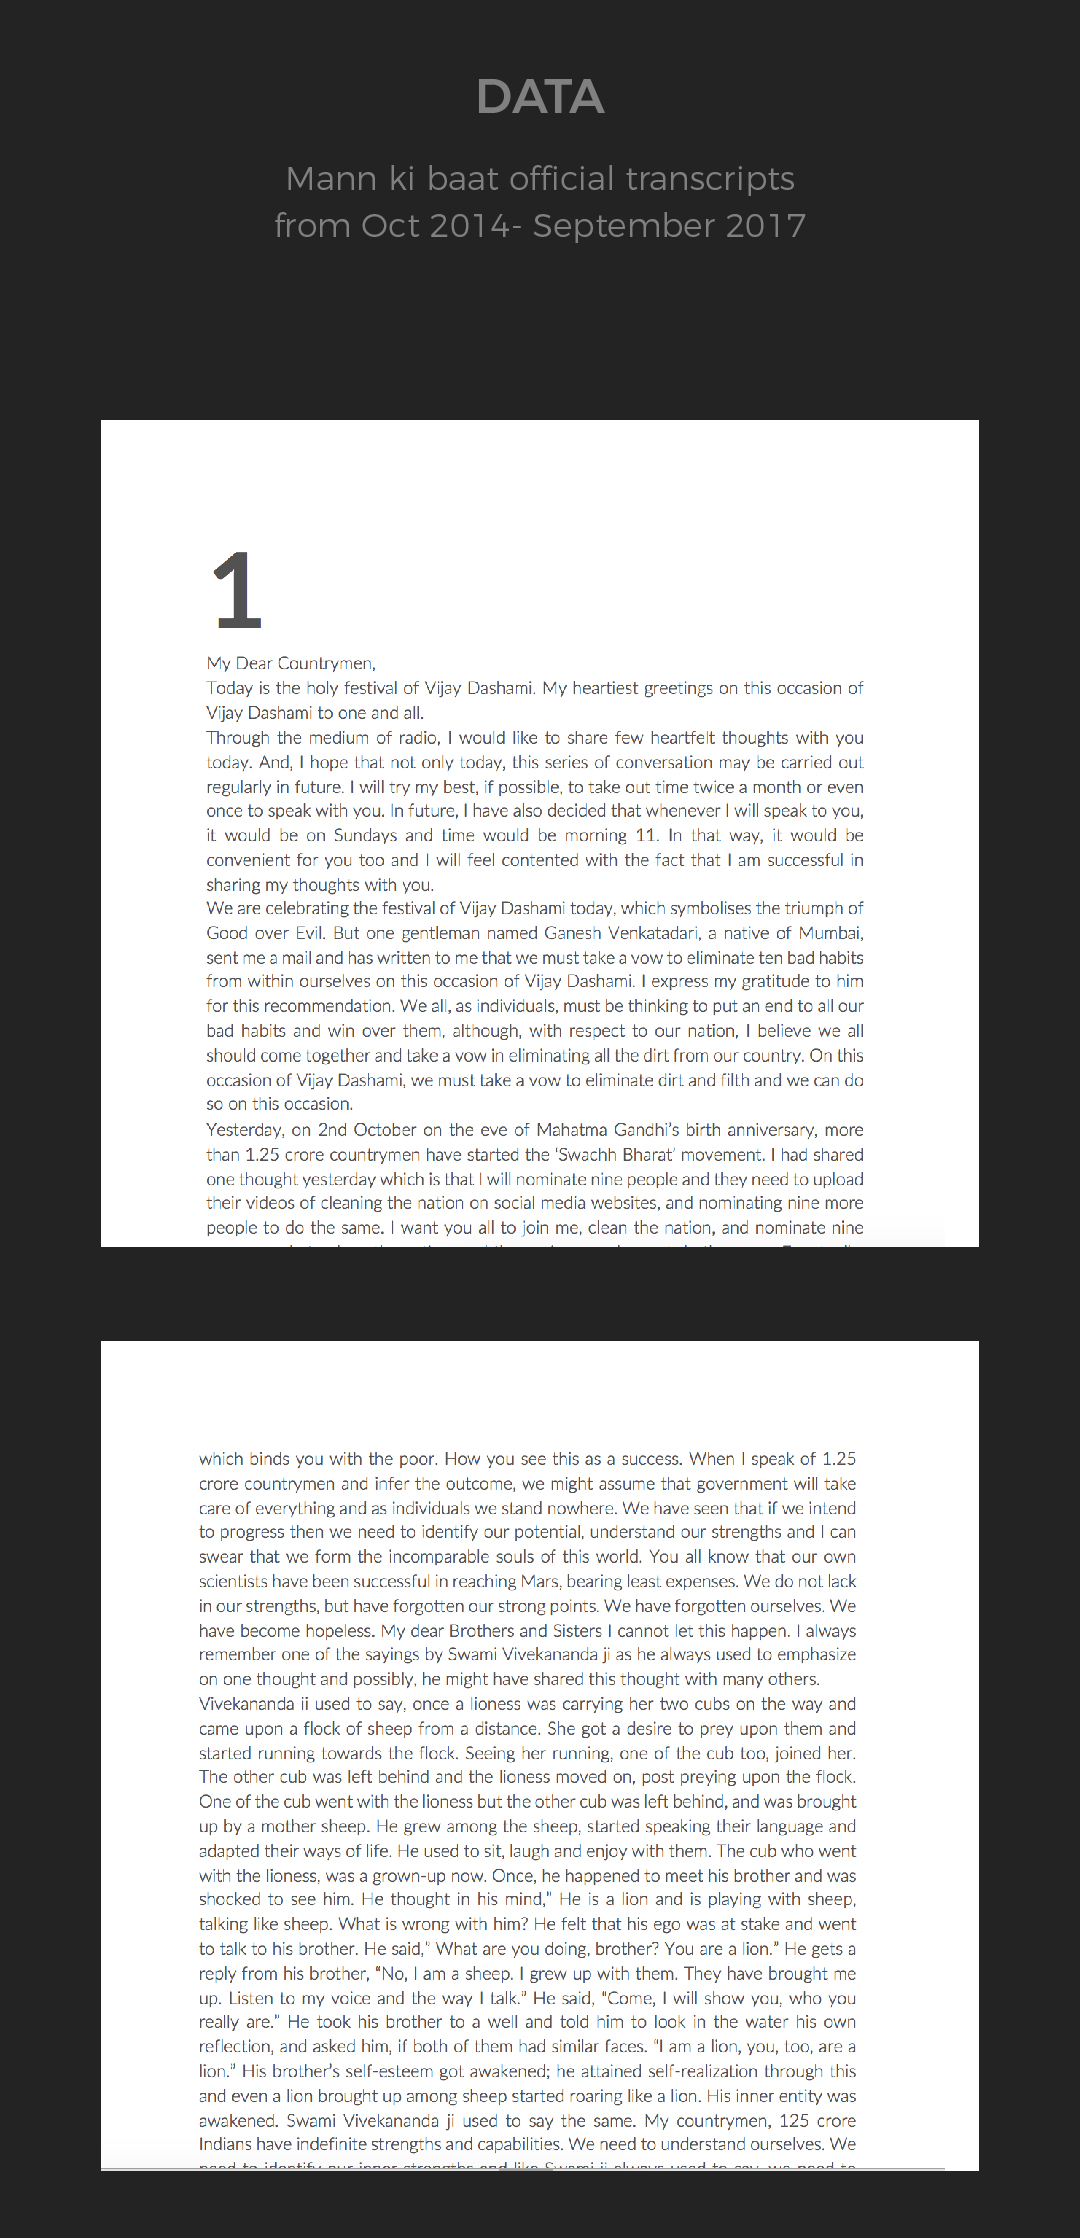 DATA
Mann ki baat official transcripts
from Oct 2014- September 2017
1
My Dear Countrymen,
Today is the holy festival of Vijay Dashami. My heartiest greetings on this occasion of
Vijay Dashami to one and all.
Through the medium of radio, I would like to share few heartfelt thoughts with you
today. And, I hope that not only today, this series of conversation may be carried out
regularly in future. I will try my best, if possible, to take out time twice a month or even
once to speak with you. In future, I have also decided that whenever I will speak to you,
it would be on Sundays and time would be morning 11. In that way, it would be
convenient for you too and I will feel contented with the fact that I am successful in
sharing my thoughts with you.
We are celebrating the festival of Vijay Dashami today, which symbolises the triumph of
Good over Evil. But one gentleman named Ganesh Venkatadari, a native of Mumbai,
sent me a mail and has written to me that we must take a vow to eliminate ten bad habits
from within ourselves on this occasion of Vijay Dashami. I express my gratitude to him
for this recommendation. We all, as individuals, must be thinking to put an end to all our
bad habits and win over them, although, with respect to our nation, I believe we all
should come together and take a vow in eliminating all the dirt from our country. On this
occasion of Vijay Dashami, we must take a vow to eliminate dirt and filth and we can do
so on this occasion.
Yesterday, on 2nd October on the eve of Mahatma Gandhi's birth anniversary, more
than 1.25 crore countrymen have started the 'Swachh Bharat' movement. I had shared
one thought yesterday which is that I will nominate nine people and they need to upload
their videos of cleaning the nation on social media websites, and nominating nine more
people to do the same. I want you all to join me, clean the nation, and nominate nine
which binds you with the poor. How you see this as a success. When I speak of 1.25
crore countrymen and infer the outcome, we might assume that government will take
care of everything and as individuals we stand nowhere. We have seen that if we intend
to progress then we need to identify our potential, understand our strengths and I can
swear that we form the incomparable souls of this world. You all know that our own
scientists have been successful in reaching Mars, bearing least expenses. We do not lack
in our strengths, but have forgotten our strong points. We have forgotten ourselves. We
have become hopeless. My dear Brothers and Sisters I cannot let this happen. I always
remember one of the sayings by Swami Vivekananda ji as he always used to emphasize
on one thought and possibly, he might have shared this thought with many others.
Vivekananda ii used to say, once a lioness was carrying her two cubs on the way and
came upon a flock of sheep from a distance. She got a desire to prey upon them and
started running towards the flock. Seeing her running, one of the cub too, joined her.
The other cub was left behind and the lioness moved on, post preying upon the flock.
One of the cub went with the lioness but the other cub was left behind, and was brought
up by a mother sheep. He grew among the sheep, started speaking their language and
adapted their ways of life. He used to sit, laugh and enjoy with them. The cub who went
with the lioness, was a grown-up now. Once, he happened to meet his brother and was
shocked to see him. He thought in his mind," He is a lion and is playing with sheep,
talking like sheep. What is wrong with him? He felt that his ego was at stake and went
to talk to his brother. He said," What are you doing, brother? You are a lion." He gets a
reply from his brother, "No, I am a sheep. I grew up with them. They have brought me
up. Listen to my voice and the way I talk." He said, "Come, I will show you, who you
really are." He took his brother to a well and told him to look in the water his own
reflection, and asked him, if both of them had similar faces. "I am a lion, you, too, are a
lion." His brother's self-esteem got awakened; he attained self-realization through this
and even a lion brought up among sheep started roaring like a lion. His inner entity was
awakened. Swami Vivekananda ji used to say the same. My countrymen, 125 crore
Indians have indefinite strengths and capabilities. We need to understand ourselves. We
need to identify our inner strengths and like Swami ji always used to say, we need to